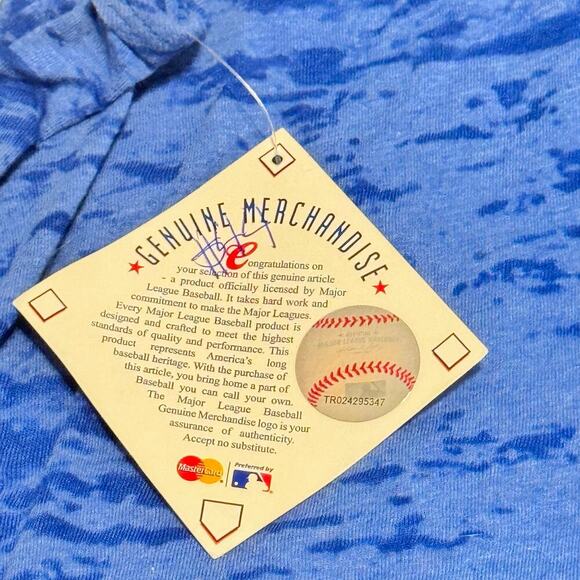 GENUINE MERCHANDISE
Congratulations on
your selection of this genuine article
- a product officially licensed by Major
League Baseball. It takes hard work and
commitment to make the Major Leagues.
Every Major League Baseball product is
designed and crafted to meet the highest
standards of quality and performance. This
product represents America's long
baseball heritage. With the purchase of
this article, you bring home a part of
Baseball you can call your own.
The Major League Baseball
Genuine Merchandise logo is your
assurance of authenticity.
Accept no substitute.
TR024295347
MasterCard
Preferred by